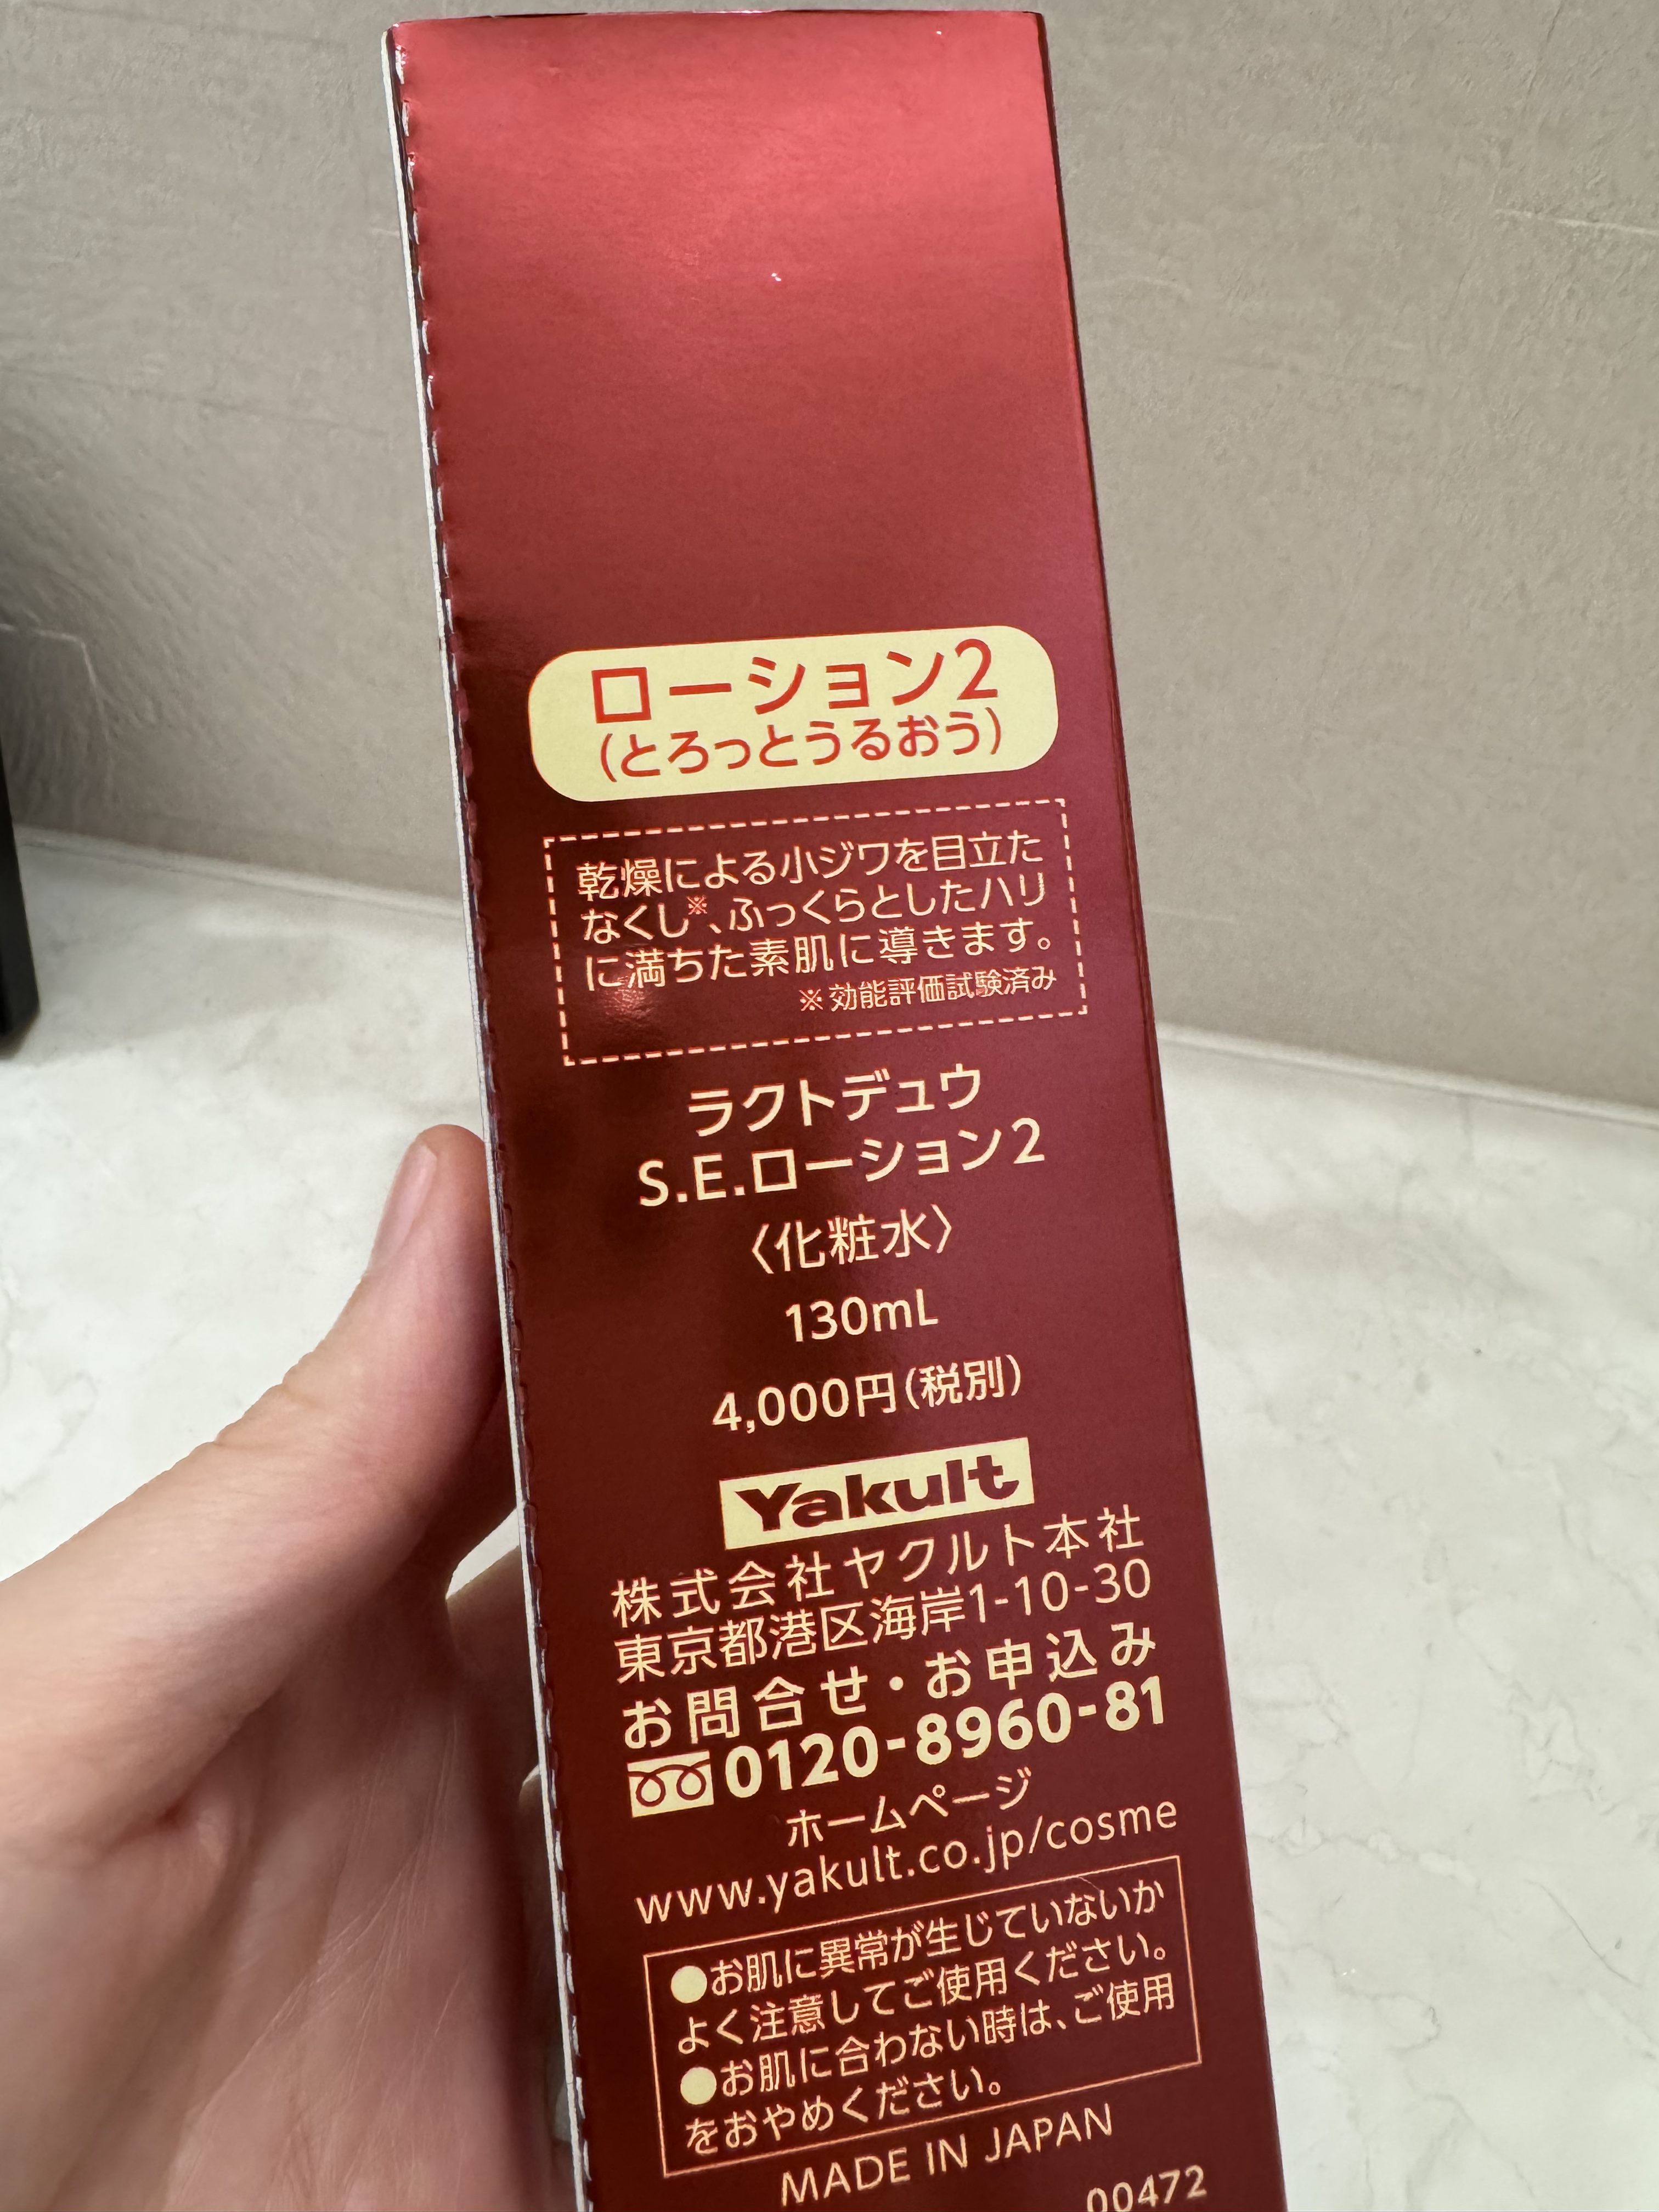 ローション2
(とろっとうるおう)
乾燥による小ジワを目立た
なくし※、ふっくらとしたハリ
に満ちた素肌に導きます。
※効能評価試験済み
ラクトデュウ
S.E.ローション2
〈化粧水〉
130mL
4,000円(税別)
Yakult
株式会社ヤクルト本社
東京都港区海岸1-10-30
お問合せ・お申込み
0120-8960-81
ホームページ
www.yakult.co.jp/cosme
●お肌に異常が生じていないか
よく注意してご使用ください。
●お肌に合わない時は、ご使用
をおやめください。
MADE IN JAPAN
00472